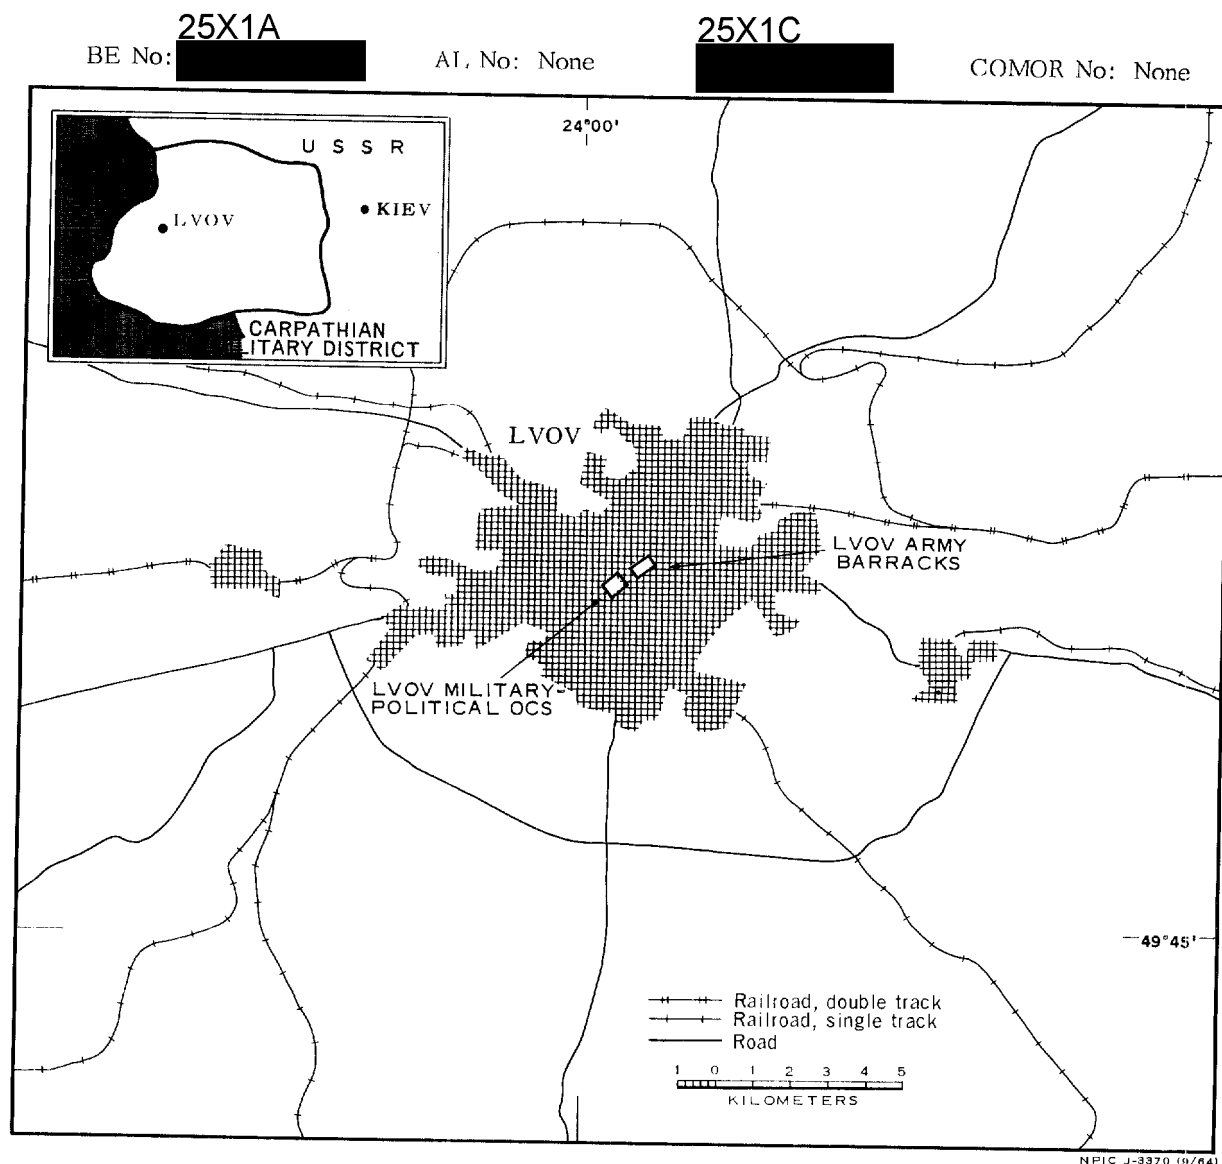 25X1A
25X1C
BE No:
AL No: None
COMOR No: None
24°00'
U S S R
KIEV
LVOV
CARPATHIAN
LITARY DISTRICT
LVOV
LVOV ARMY
BARRACKS
LVOV MILITARY-
POLITICAL OCS
49°45'
Railroad, double track
Railroad, single track
Road
1 0 1 2 3 4 5
KILOMETERS
NPIC J-3370 (9/64)